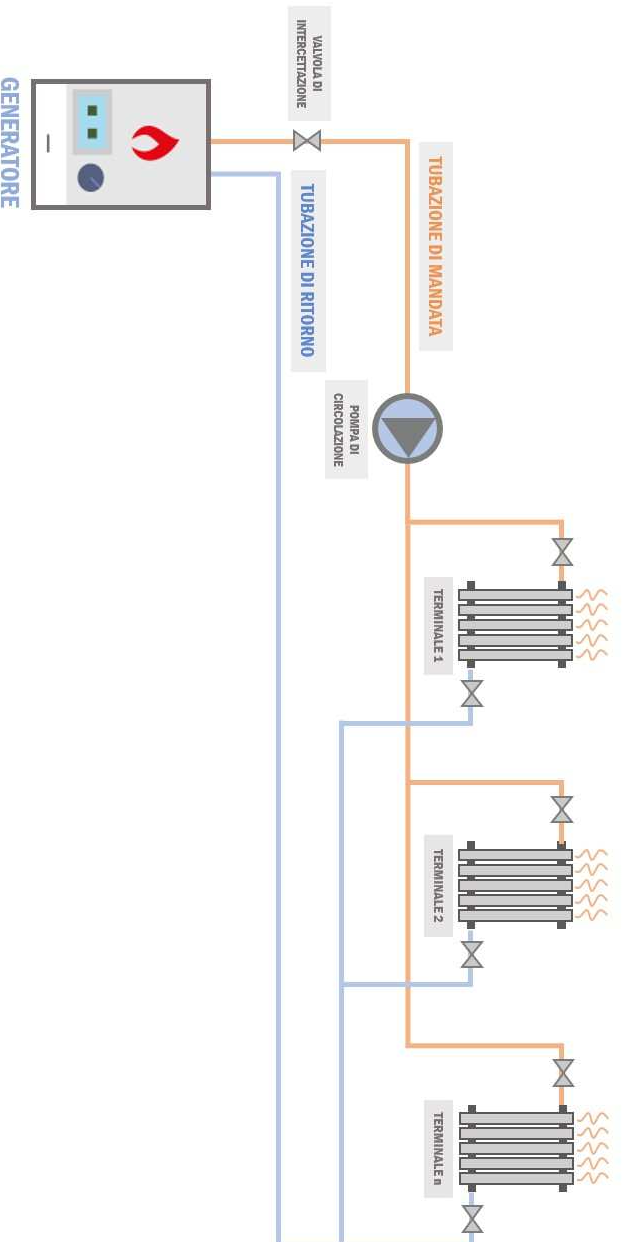 VALVOLA DI
INTERCETTAZIONE
GENERATORE
TUBAZIONE DI MANDATA
TUBAZIONE DI RITORNO
POMPA DI
CIRCOLAZIONE
TERMINALE 1
TERMINALE 2
TERMINALE n